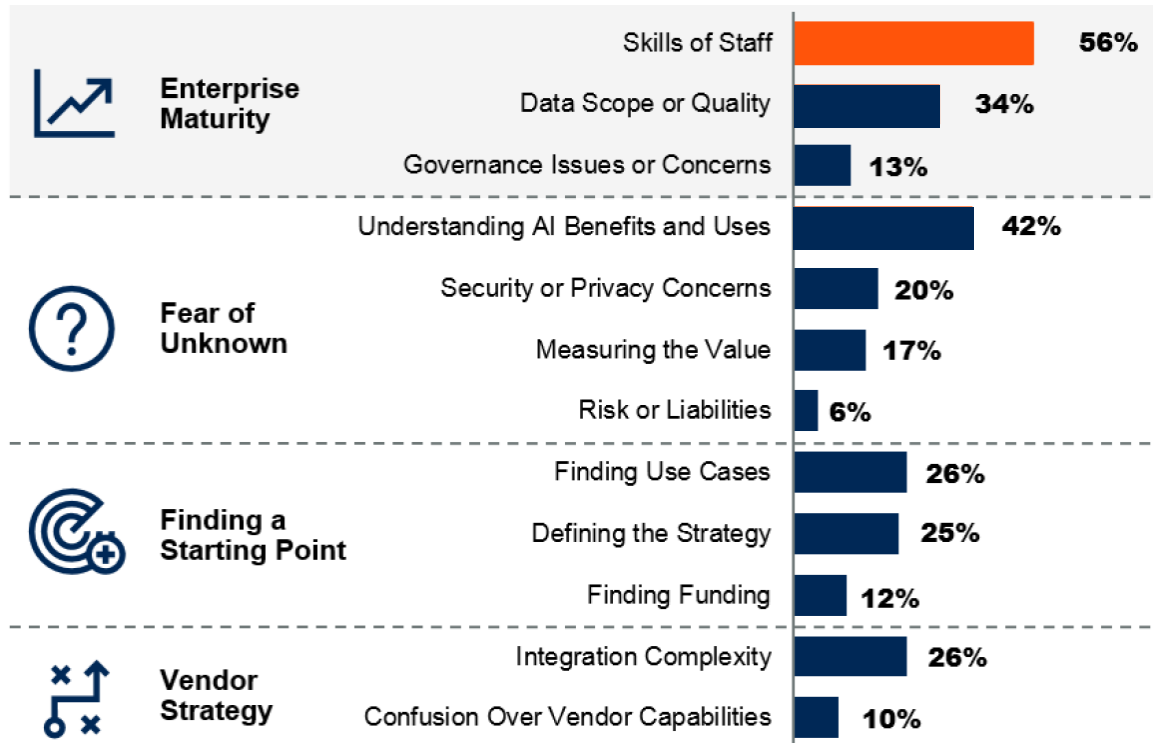 Enterprise
Maturity
Skills of Staff 56%
Data Scope or Quality 34%
Governance Issues or Concerns 13%
Fear of
Unknown
Understanding AI Benefits and Uses 42%
Security or Privacy Concerns 20%
Measuring the Value 17%
Risk or Liabilities 6%
Finding a
Starting Point
Finding Use Cases 26%
Defining the Strategy 25%
Finding Funding 12%
Vendor
Strategy
Integration Complexity 26%
Confusion Over Vendor Capabilities 10%